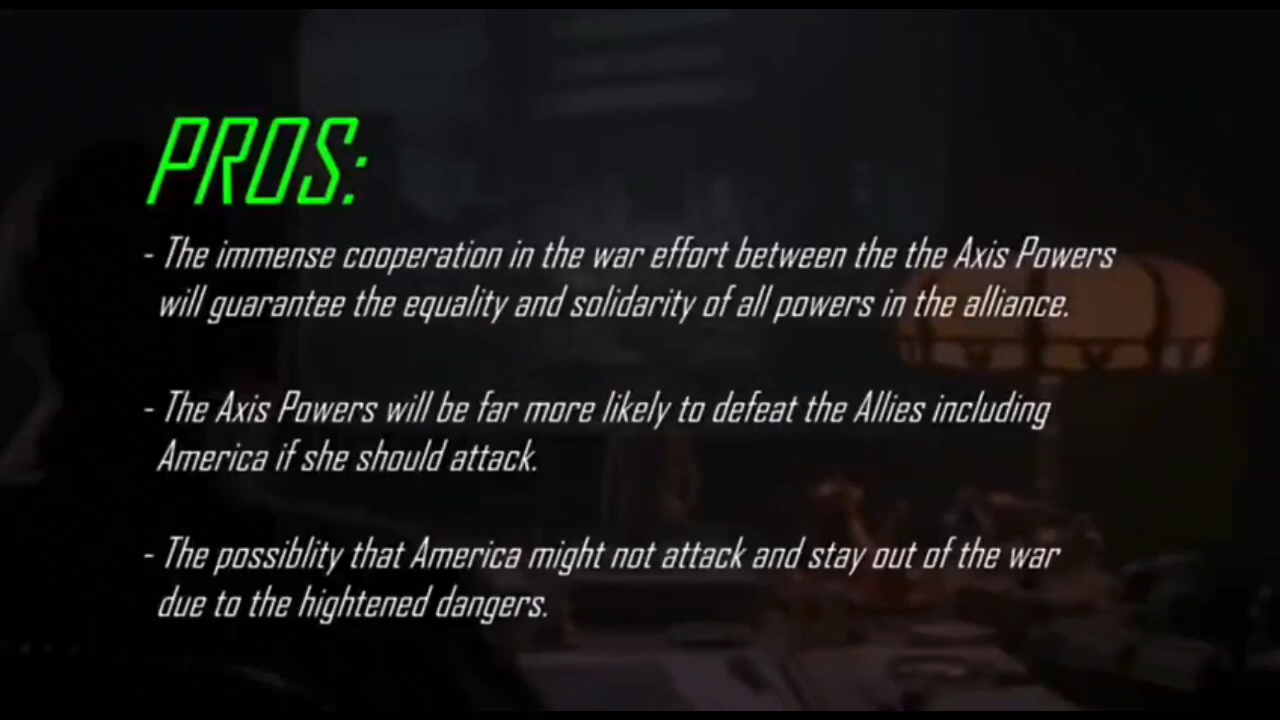 PROS:
- The immense cooperation in the war effort between the the Axis Powers
will guarantee the equality and solidarity of all powers in the alliance.
- The Axis Powers will be far more likely to defeat the Allies including
America if she should attack.
- The possiblity that America might not attack and stay out of the war
due to the hightened dangers.